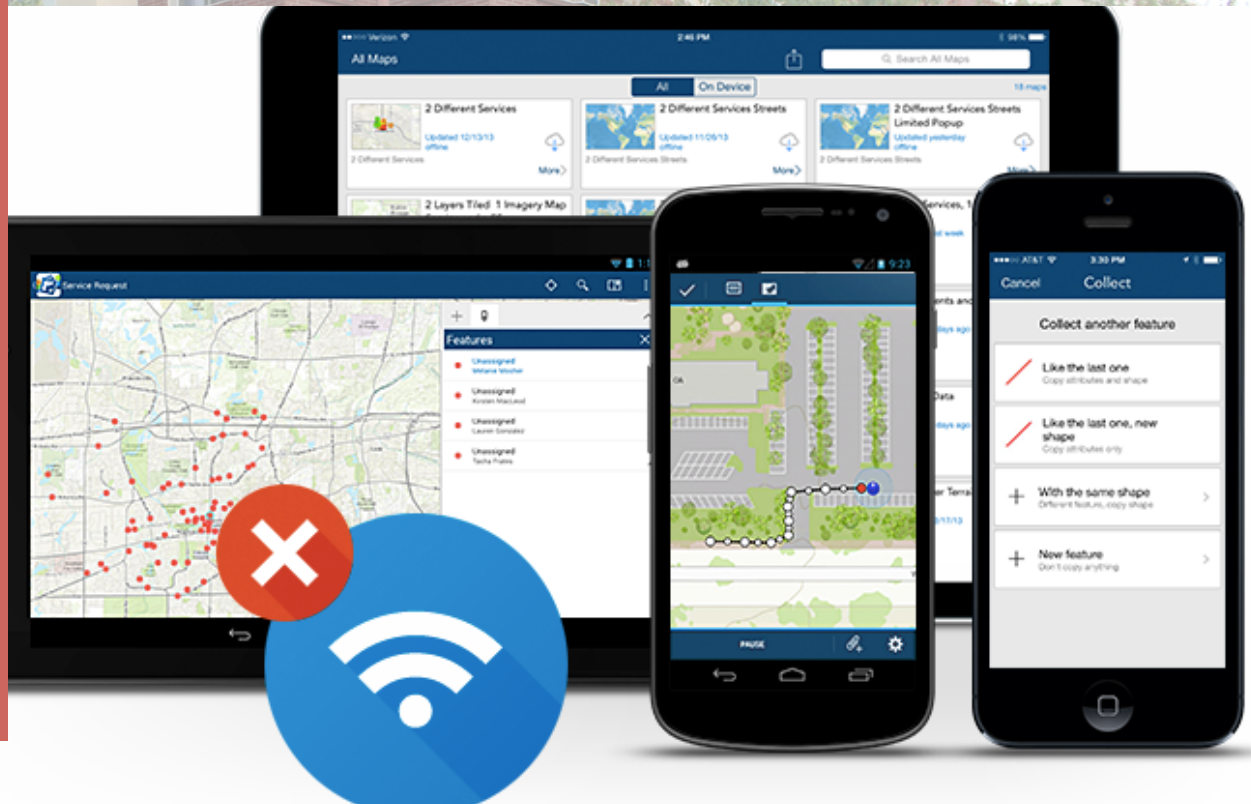 Verizon
2:46 PM
98%
All Maps
Search All Maps
All
On Device
18 maps
2 Different Services
Updated 12/13/13
offline
2 Different Services
More
2 Different Services Streets
Updated 11/26/13
offline
2 Different Services Streets
More
2 Different Services Streets
Limited Popup
Updated yesterday
offline
2 Different Services Streets
More
2 Layers Tiled 1 Imagery Map
Service Request
Features
Unassigned
Melanie Mosher
Unassigned
Kirsten MacLeod
Unassigned
Lauren Gonzalez
Unassigned
9:23
PAUSE
days ago
Data
days ago
AT&T
3:30 PM
Cancel
Collect
Collect another feature
Like the last one
Copy attributes and shape
Like the last one, new
shape
Copy attributes only
With the same shape
Different feature, copy shape
New feature
Don't copy anything